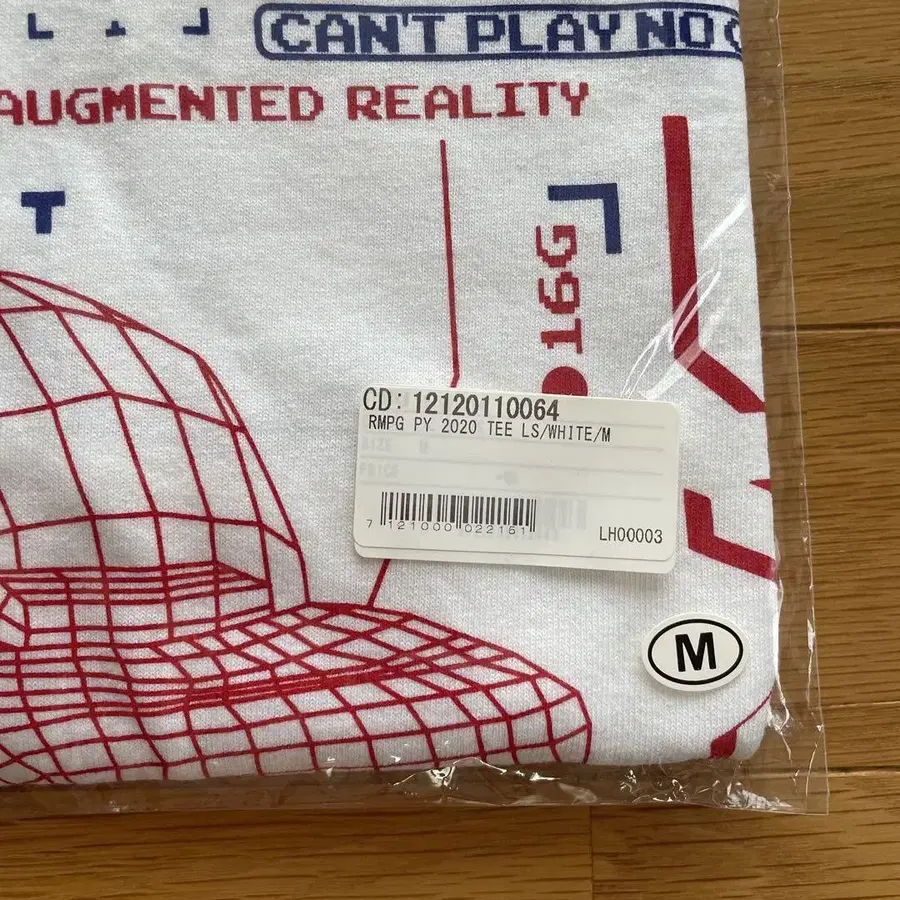 CAN'T PLAY NO
AUGMENTED REALITY
16G
CD: 12120110064
RMPG PY 2020 TEE LS/WHITE/M
SIZE M
PRICE
7 121000 022161
LH00003
M